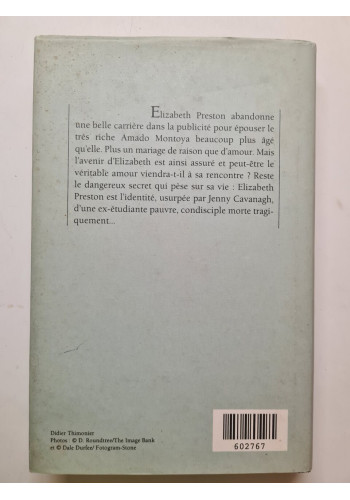 Elizabeth Preston abandonne
une belle carrière dans la publicité pour épouser le
très riche Amado Montoya beaucoup plus âgé
qu'elle. Plus un mariage de raison que d'amour. Mais
l'avenir d'Elizabeth est ainsi assuré et peut-être le
véritable amour viendra-t-il à sa rencontre ? Reste
le dangereux secret qui pèse sur sa vie : Elizabeth
Preston est l'identité, usurpée par Jenny Cavanagh,
d'une ex-étudiante pauvre, condisciple morte tragi-
quement...
Didier Thimonier
Photos : © D. Roundtree/The Image Bank
et © Dale Durfee/ Fotogram-Stone
602767